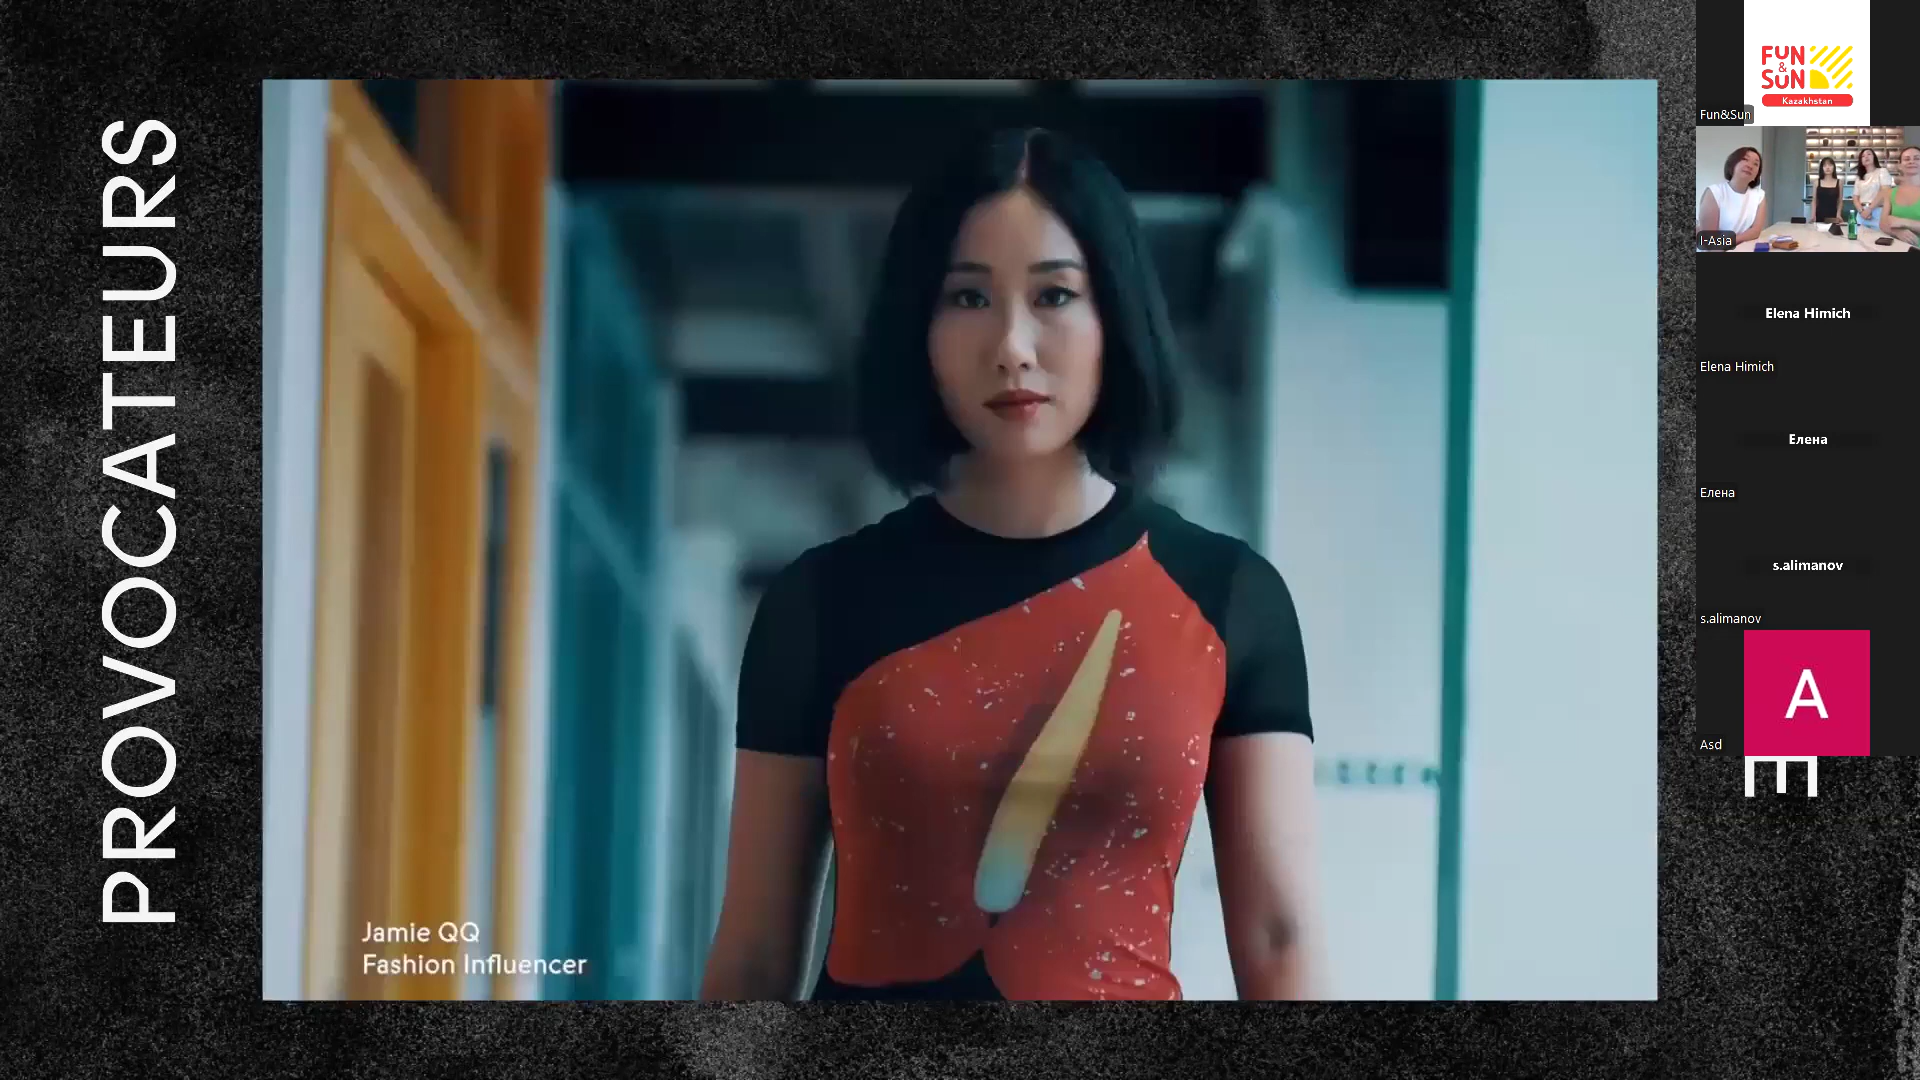 PROVOCATEURS
Jamie QQ
Fashion Influencer
FUN
&
SUN
Kazakhstan
Fun&Sun
I-Asia
Elena Himich
Elena Himich
Елена
Елена
s.alimanov
s.alimanov
A
Asd
E